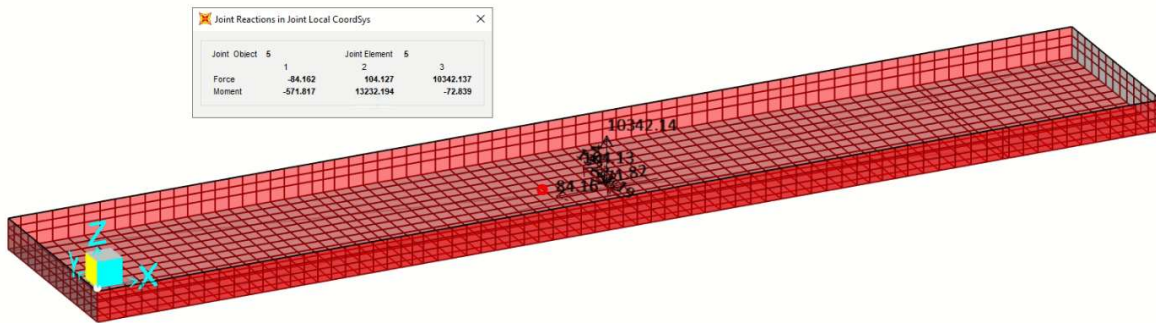 Joint Reactions in Joint Local CoordSys
Joint Object 5 Joint Element 5
1 2 3
Force -84.162 104.127 10342.137
Moment -571.817 13232.194 -72.839
10342.14
84.16
Z
Y
X